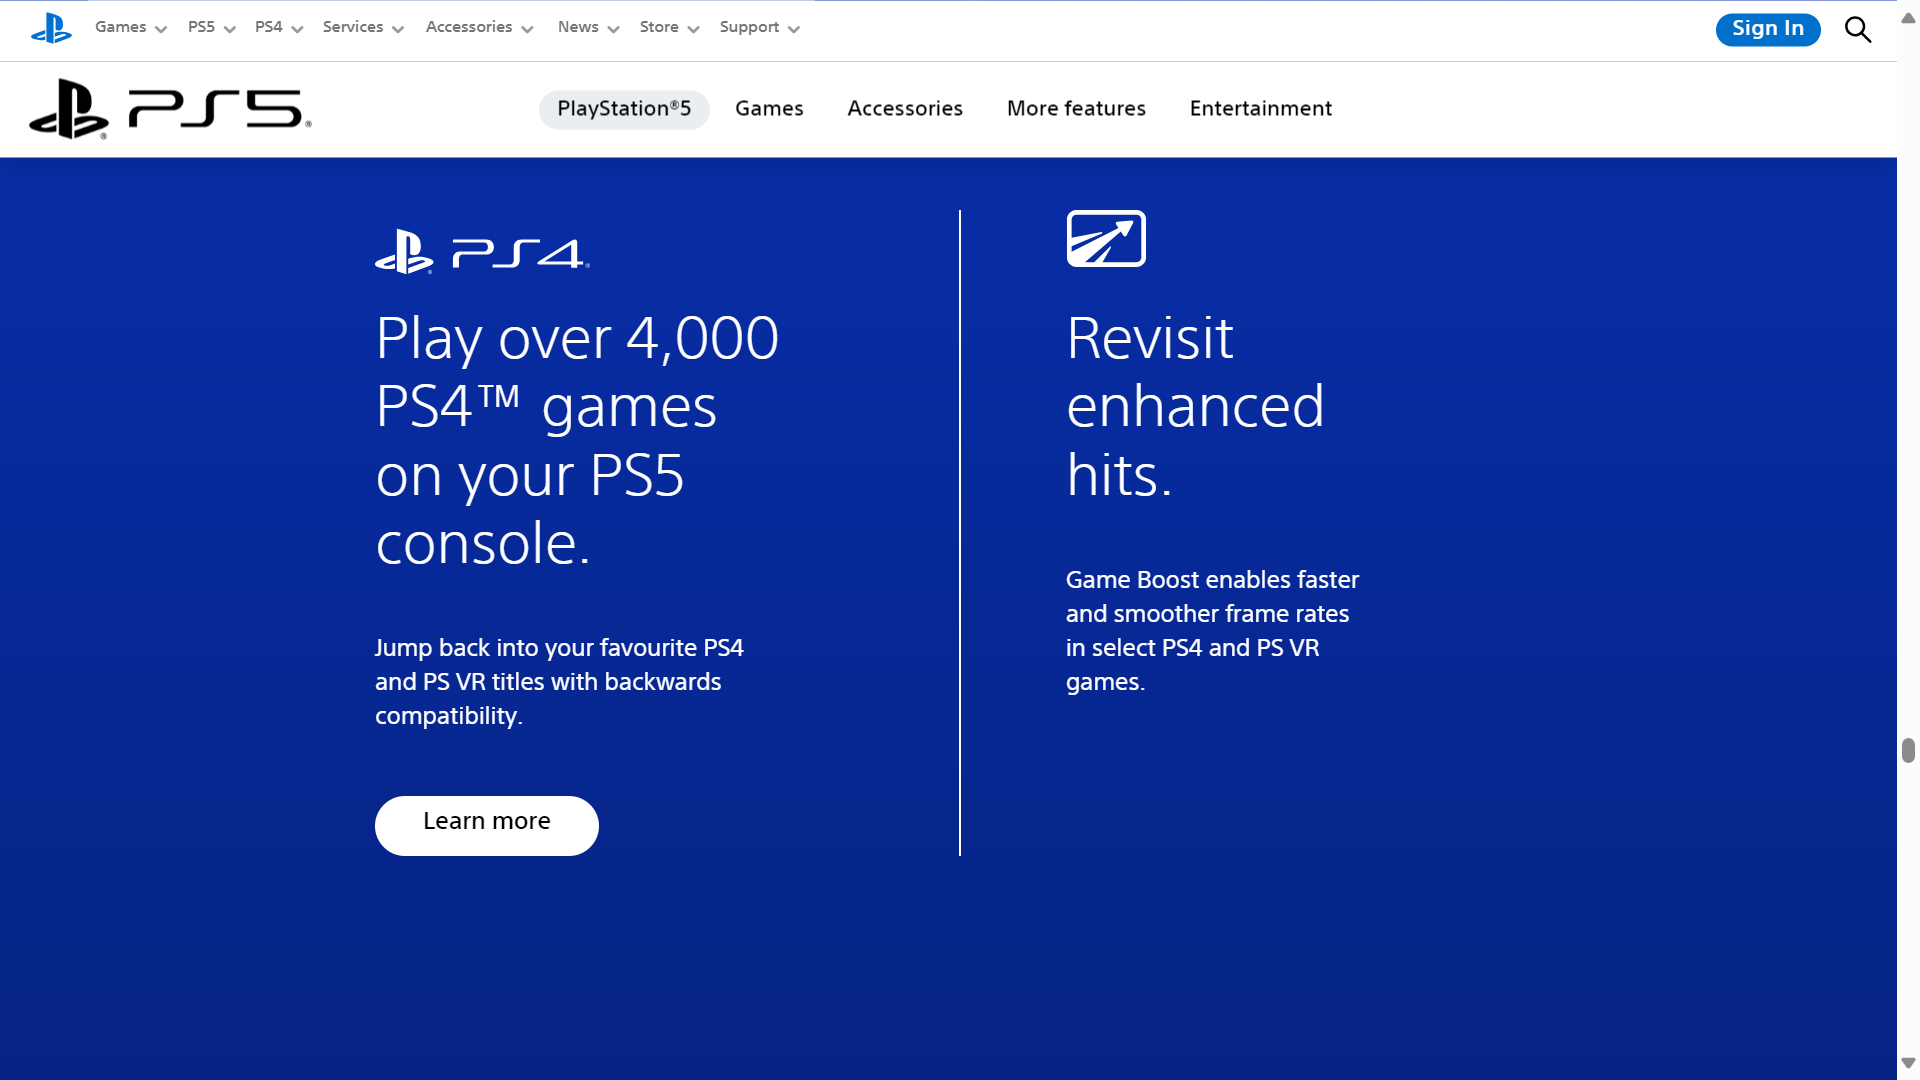 Games PS5 PS4 Services Accessories News Store Support Sign In
PS5®
PlayStation®5 Games Accessories More features Entertainment
PS4®
Play over 4,000
PS4™ games
on your PS5
console.
Jump back into your favourite PS4
and PS VR titles with backwards
compatibility.
Learn more
Revisit
enhanced
hits.
Game Boost enables faster
and smoother frame rates
in select PS4 and PS VR
games.